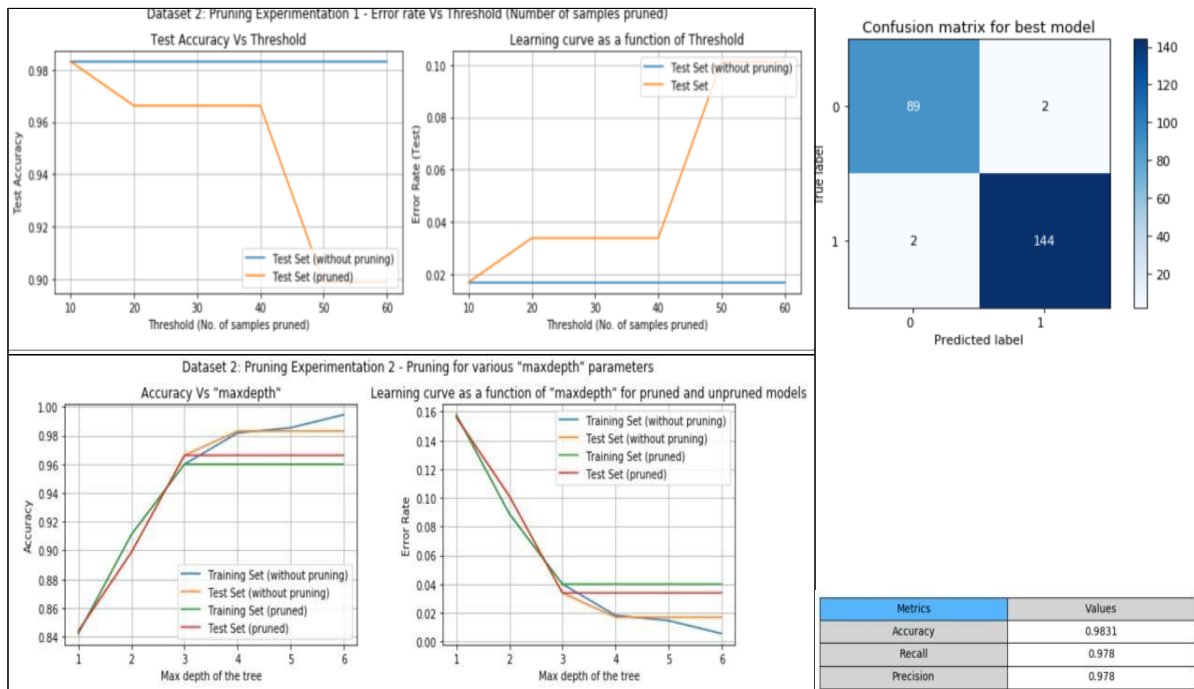 Dataset 2: Pruning Experimentation 1 - Error rate Vs Threshold (Number of samples pruned)
Test Accuracy Vs Threshold
Test Accuracy
0.98
0.96
0.94
0.92
0.90
Test Set (without pruning)
Test Set (pruned)
10 20 30 40 50 60
Threshold (No. of samples pruned)
Learning curve as a function of Threshold
Error Rate (Test)
0.10
0.08
0.06
0.04
0.02
Test Set (without pruning)
Test Set
10 20 30 40 50 60
Threshold (No. of samples pruned)
Confusion matrix for best model
True label
0
1
89 2
2 144
0 1
Predicted label
140
120
100
80
60
40
20
Dataset 2: Pruning Experimentation 2 - Pruning for various "maxdepth" parameters
Accuracy Vs "maxdepth"
Accuracy
1.00
0.98
0.96
0.94
0.92
0.90
0.88
0.86
0.84
Training Set (without pruning)
Test Set (without pruning)
Training Set (pruned)
Test Set (pruned)
1 2 3 4 5 6
Max depth of the tree
Learning curve as a function of "maxdepth" for pruned and unpruned models
Error Rate
0.16
0.14
0.12
0.10
0.08
0.06
0.04
0.02
0.00
Training Set (without pruning)
Test Set (without pruning)
Training Set (pruned)
Test Set (pruned)
1 2 3 4 5 6
Max depth of the tree
Metrics Values
Accuracy 0.9831
Recall 0.978
Precision 0.978